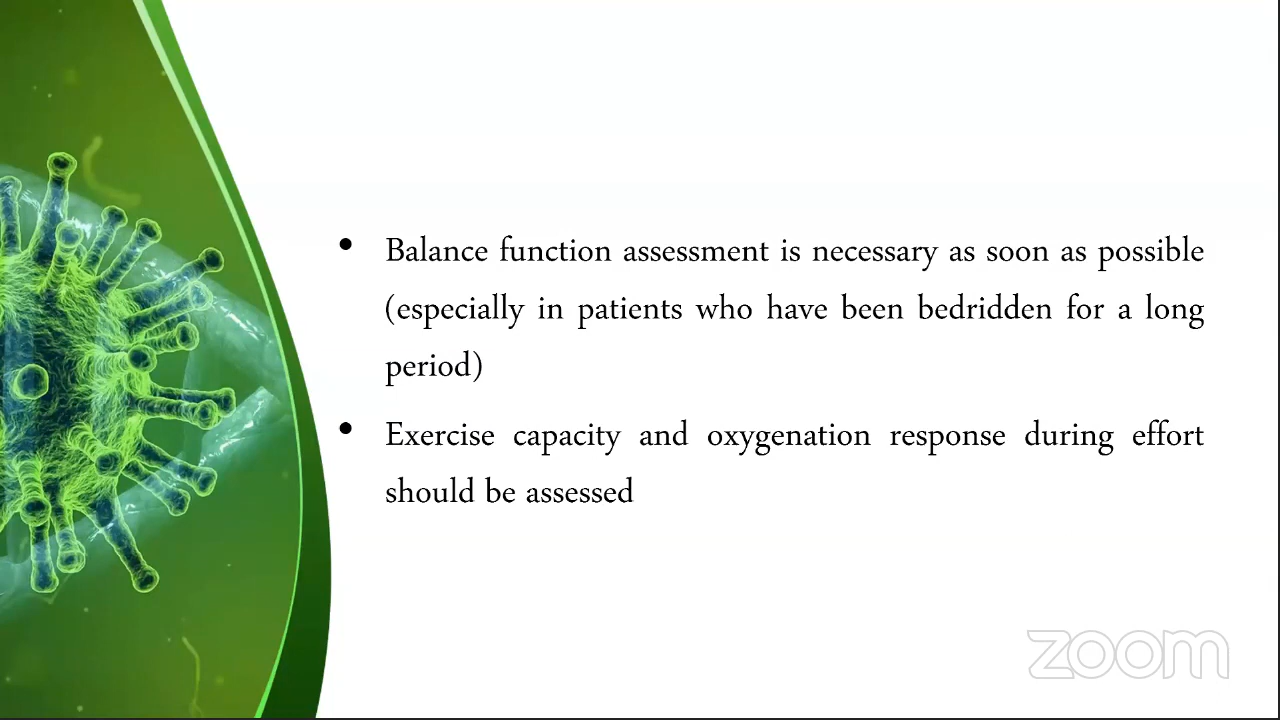 • Balance function assessment is necessary as soon as possible
(especially in patients who have been bedridden for a long
period)
• Exercise capacity and oxygenation response during effort
should be assessed
zoom